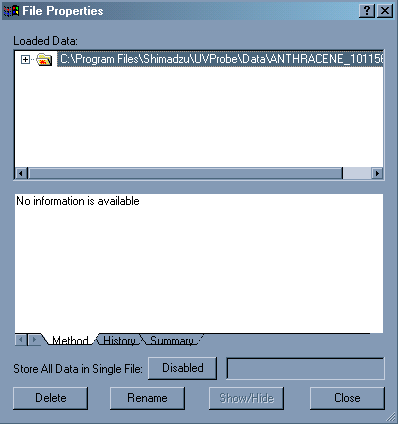 File Properties
Loaded Data:
C:\Program Files\Shimadzu\UVProbe\Data\ANTHRACENE_101156
No information is available
Method History Summary
Store All Data in Single File: Disabled
Delete Rename Show/Hide Close